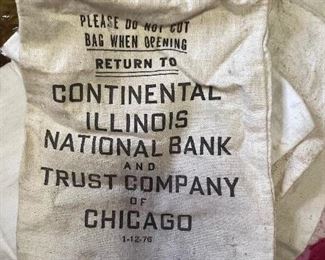 PLEASE DO NOT CUT
BAG WHEN OPENING
RETURN TO
CONTINENTAL
ILLINOIS
NATIONAL BANK
AND
TRUST COMPANY
OF
CHICAGO
1-12-76